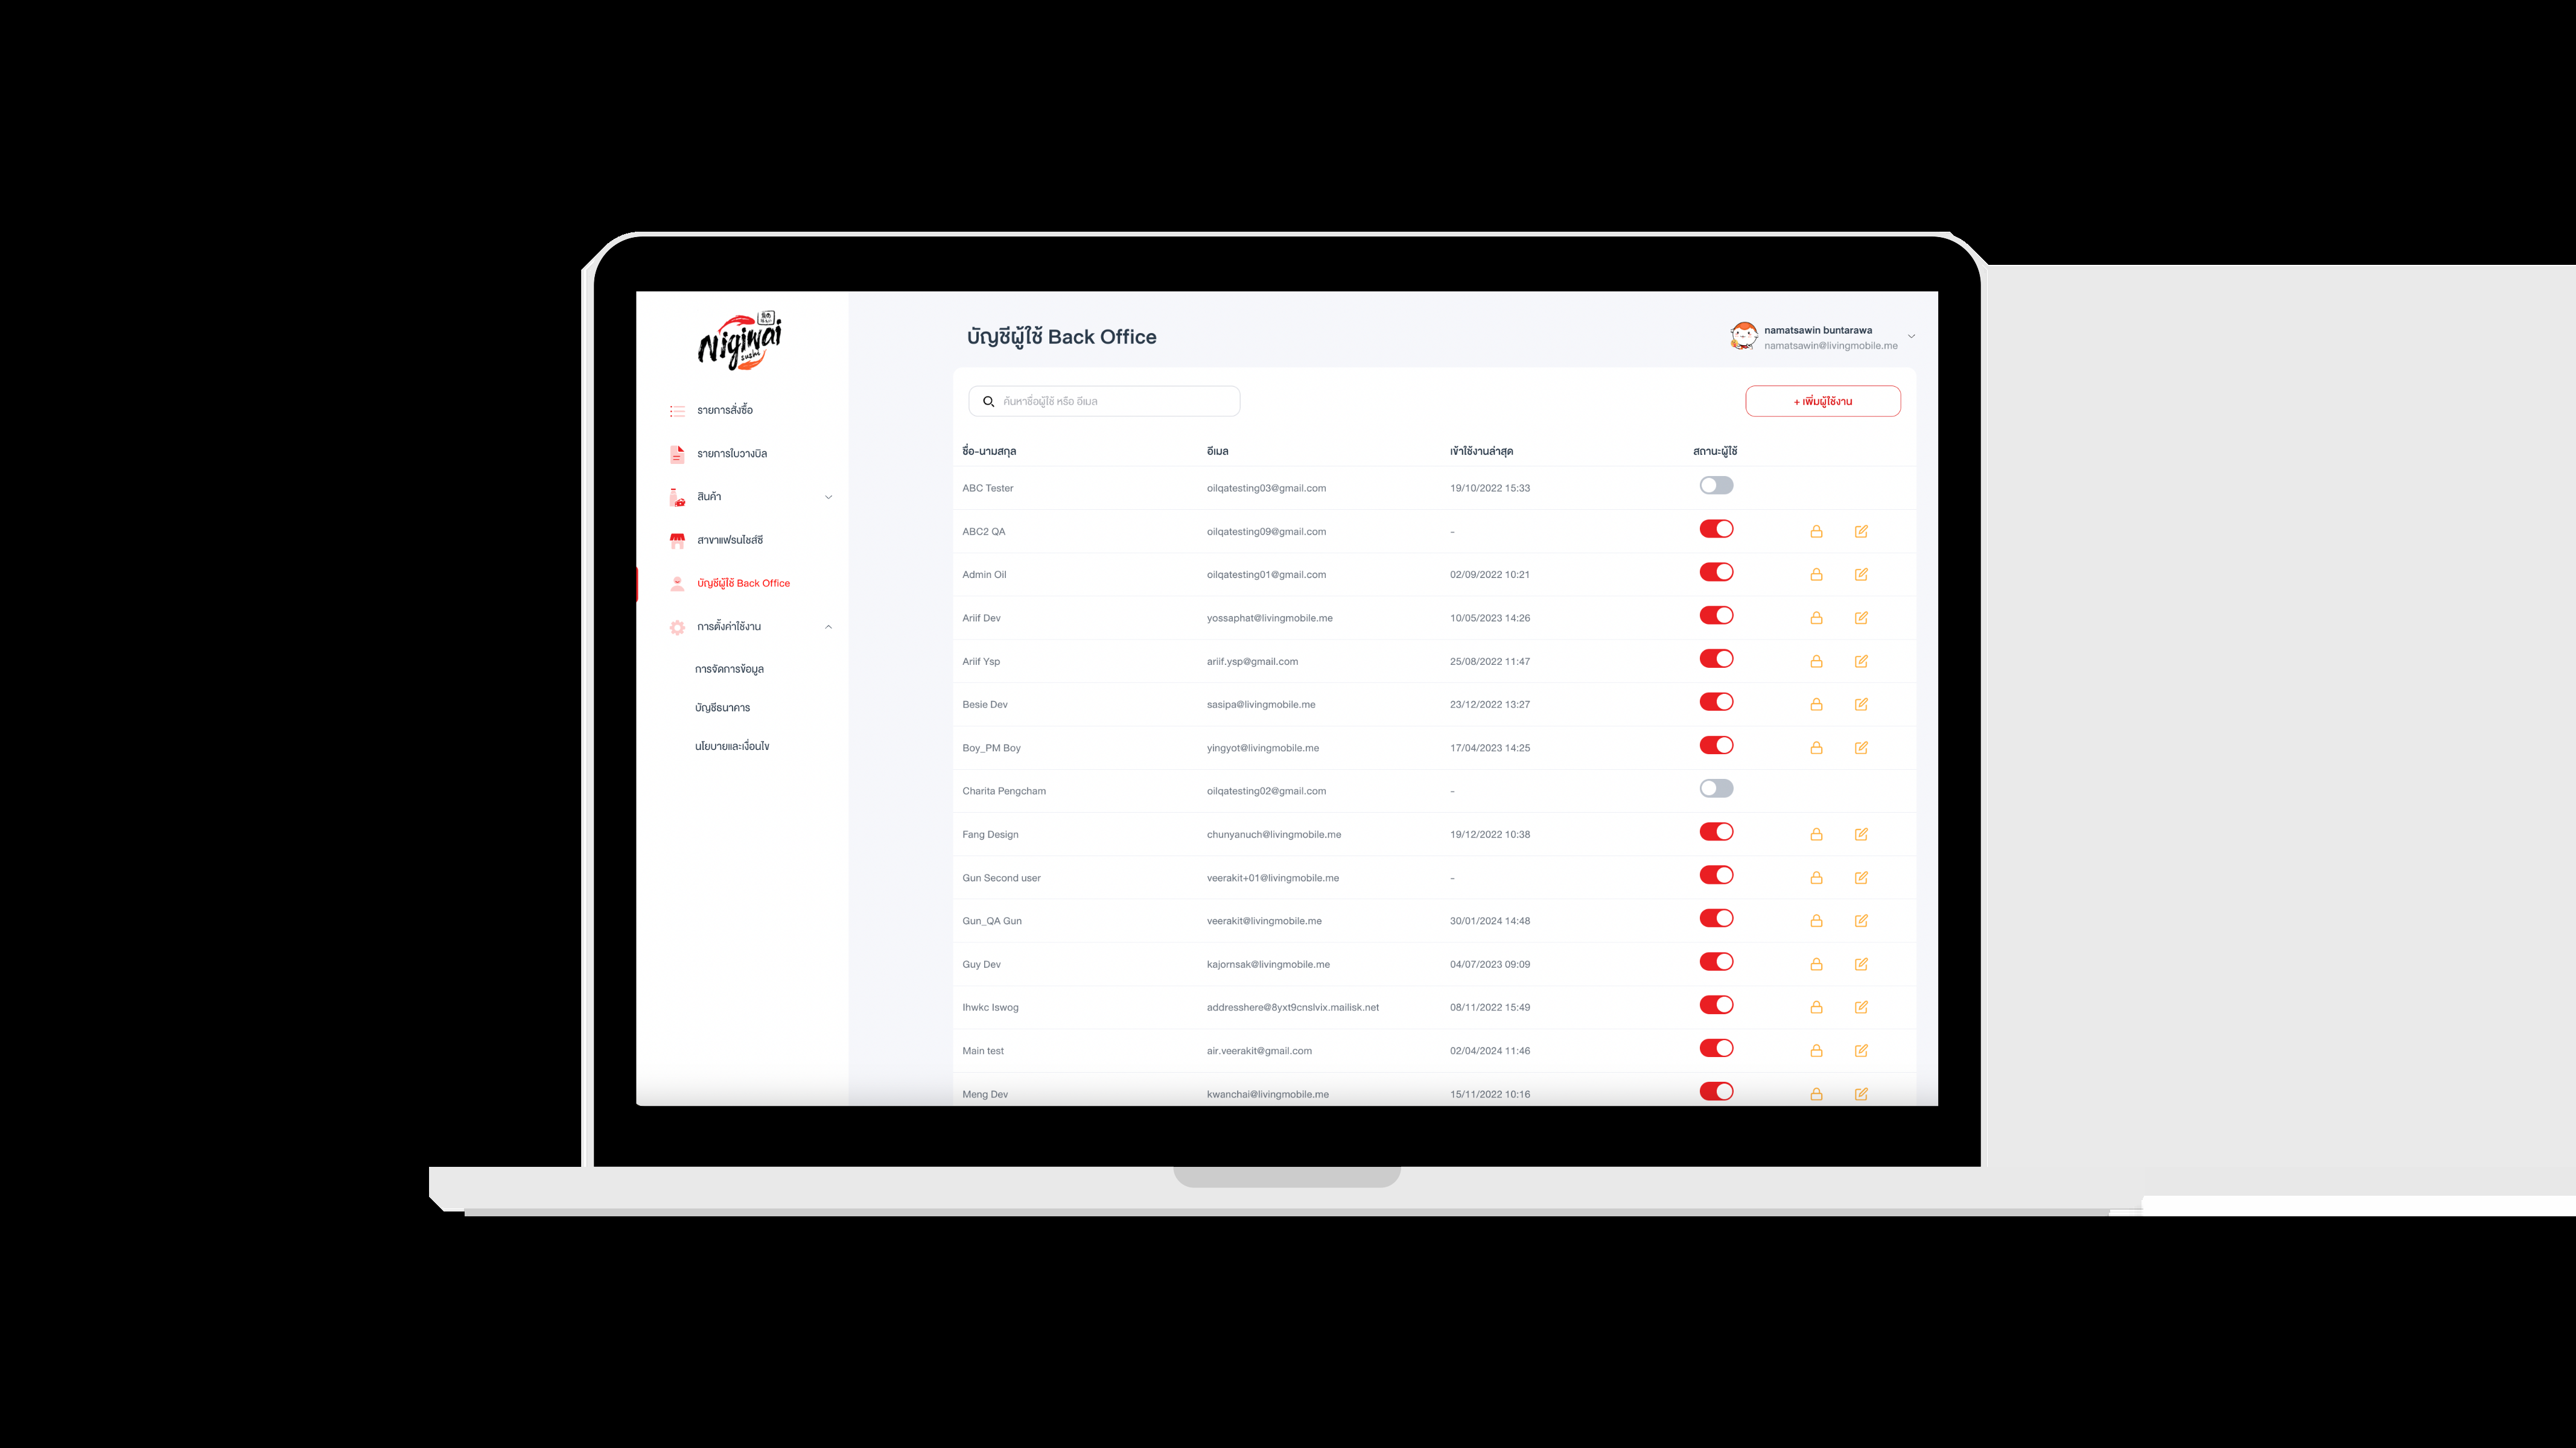 Nigiwai
sushi
รายการสั่งซื้อ
รายการใบวางบิล
สินค้า
สาขาแฟรนไชส์ซี
บัญชีผู้ใช้ Back Office
การตั้งค่าใช้งาน
การจัดการข้อมูล
บัญชีธนาคาร
นโยบายและเงื่อนไข
บัญชีผู้ใช้ Back Office
namatsawin buntarawa
namatsawin@livingmobile.me
ค้นหาชื่อผู้ใช้ หรือ อีเมล
+ เพิ่มผู้ใช้งาน
ชื่อ-นามสกุล อีเมล เข้าใช้งานล่าสุด สถานะผู้ใช้
ABC Tester oilqatesting03@gmail.com 19/10/2022 15:33
ABC2 QA oilqatesting09@gmail.com -
Admin Oil oilqatesting01@gmail.com 02/09/2022 10:21
Ariif Dev yossaphat@livingmobile.me 10/05/2023 14:26
Ariif Ysp ariif.ysp@gmail.com 25/08/2022 11:47
Besie Dev sasipa@livingmobile.me 23/12/2022 13:27
Boy_PM Boy yingyot@livingmobile.me 17/04/2023 14:25
Charita Pengcham oilqatesting02@gmail.com -
Fang Design chunyanuch@livingmobile.me 19/12/2022 10:38
Gun Second user veerakit+01@livingmobile.me -
Gun_QA Gun veerakit@livingmobile.me 30/01/2024 14:48
Guy Dev kajornsak@livingmobile.me 04/07/2023 09:09
Ihwkc Iswog addresshere@8yxt9cnslvix.mailisk.net 08/11/2022 15:49
Main test air.veerakit@gmail.com 02/04/2024 11:46
Meng Dev kwanchai@livingmobile.me 15/11/2022 10:16